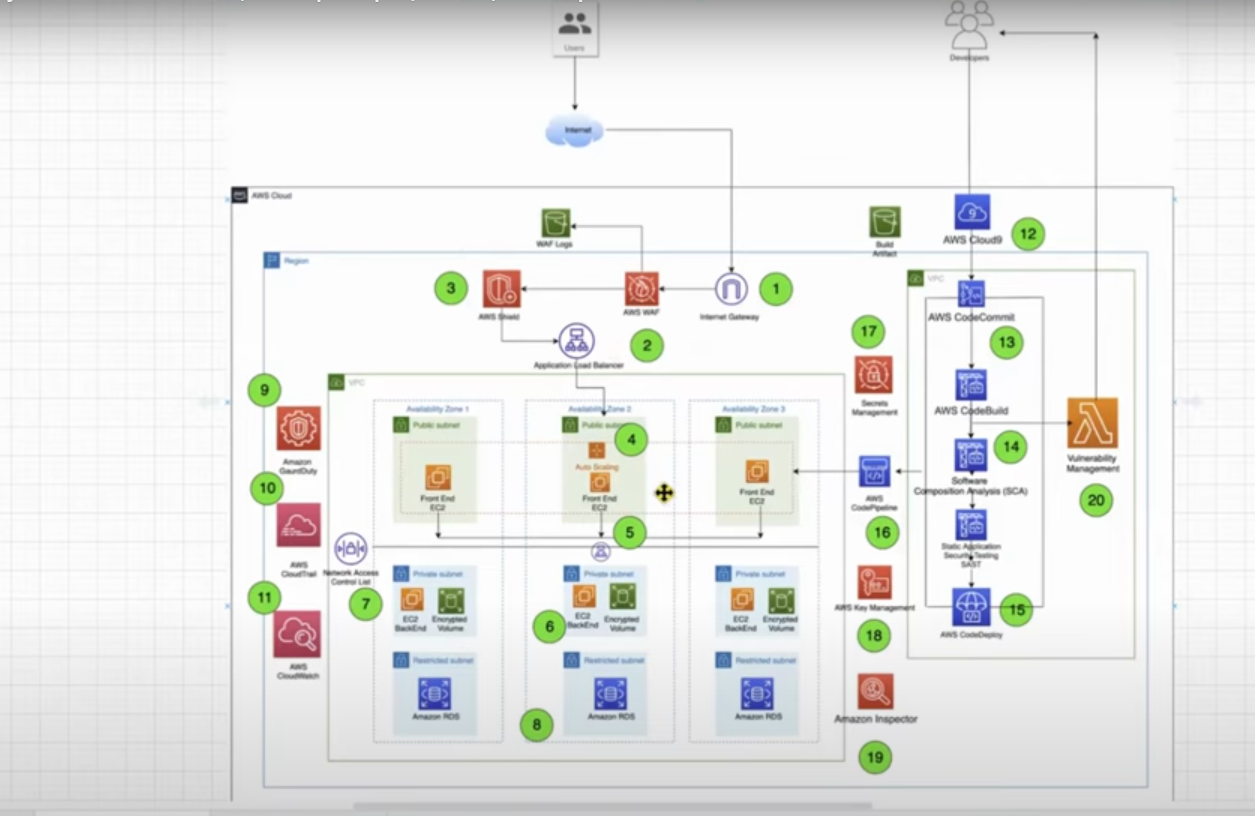 Users
Developers
Internet
AWS Cloud
WAF Logs
Build
Artifact
9
AWS Cloud9
12
Region
VPC
3
AWS Shield
AWS WAF
Internet Gateway
1
AWS CodeCommit
2
Application Load Balancer
17
13
VPC
9
Secrets
Management
Availability Zone 1
Availability Zone 2
Availability Zone 3
AWS CodeBuild
Public subnet
Public subnet
Public subnet
4
14
Amazon
GaurdDuty
Auto Scaling
Vulnerability
Management
10
Front End
EC2
Front End
EC2
Front End
EC2
AWS
CodePipeline
Software
Composition Analysis (SCA)
20
5
16
AWS
CloudTrail
Static Application
Security Testing
SAST
Network Access
Control List
Private subnet
Private subnet
Private subnet
11
7
AWS Key Management
15
EC2
BackEnd
Encrypted
Volume
6
EC2
BackEnd
Encrypted
Volume
EC2
BackEnd
Encrypted
Volume
18
AWS CodeDeploy
AWS
CloudWatch
Restricted subnet
Restricted subnet
Restricted subnet
Amazon RDS
8
Amazon RDS
Amazon RDS
Amazon Inspector
19